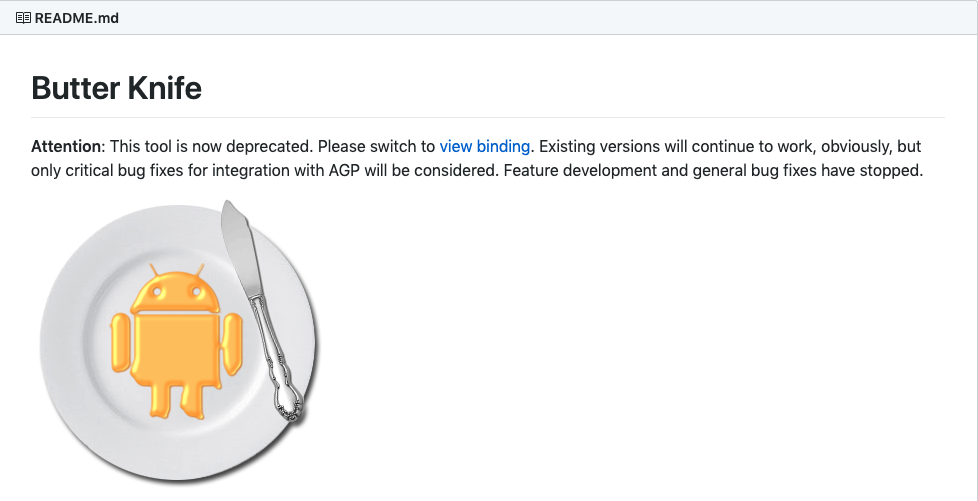 README.md
Butter Knife
Attention: This tool is now deprecated. Please switch to view binding. Existing versions will continue to work, obviously, but
only critical bug fixes for integration with AGP will be considered. Feature development and general bug fixes have stopped.